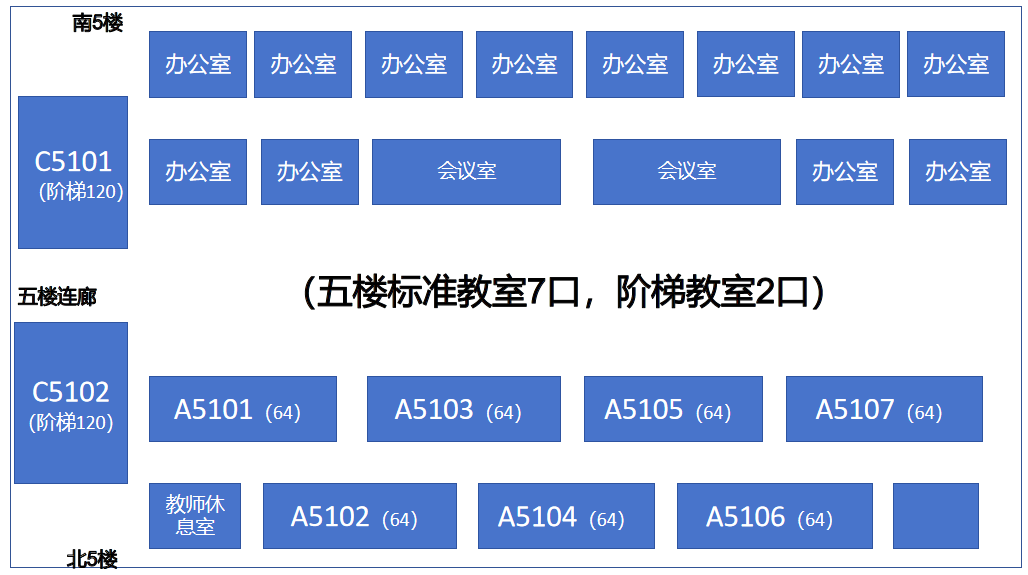 南5楼
办公室 办公室 办公室 办公室 办公室 办公室 办公室 办公室
C5101
（阶梯120）
办公室 办公室 会议室 会议室 办公室 办公室
五楼连廊
（五楼标准教室7口，阶梯教室2口）
C5102
（阶梯120）
A5101（64） A5103（64） A5105（64） A5107（64）
教师休
息室
A5102（64） A5104（64） A5106（64）
北5楼